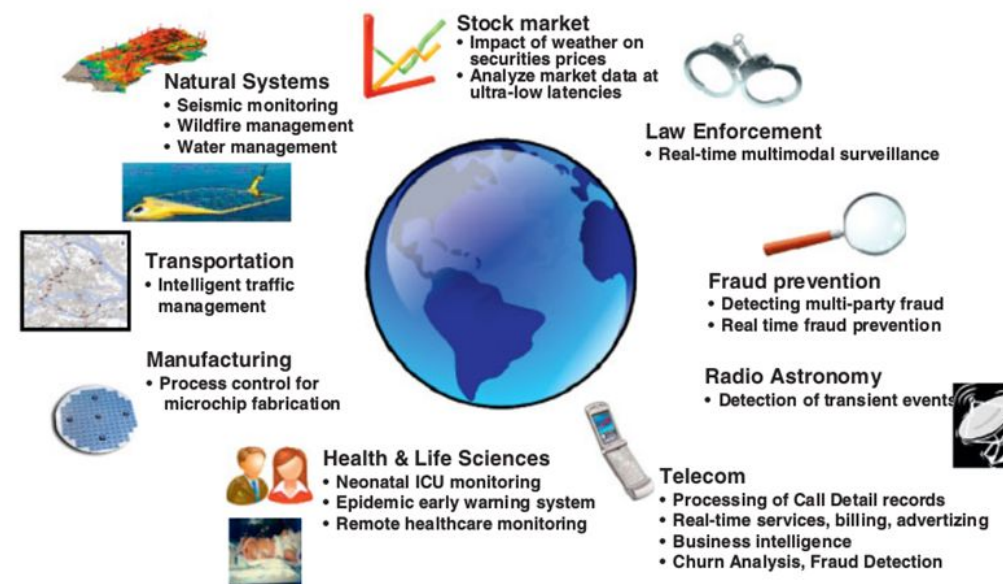 Stock market
• Impact of weather on
securities prices
• Analyze market data at
ultra-low latencies
Natural Systems
• Seismic monitoring
• Wildfire management
• Water management
Law Enforcement
• Real-time multimodal surveillance
Transportation
• Intelligent traffic
management
Fraud prevention
• Detecting multi-party fraud
• Real time fraud prevention
Manufacturing
• Process control for
microchip fabrication
Radio Astronomy
• Detection of transient events
Health & Life Sciences
• Neonatal ICU monitoring
• Epidemic early warning system
• Remote healthcare monitoring
Telecom
• Processing of Call Detail records
• Real-time services, billing, advertizing
• Business intelligence
• Churn Analysis, Fraud Detection